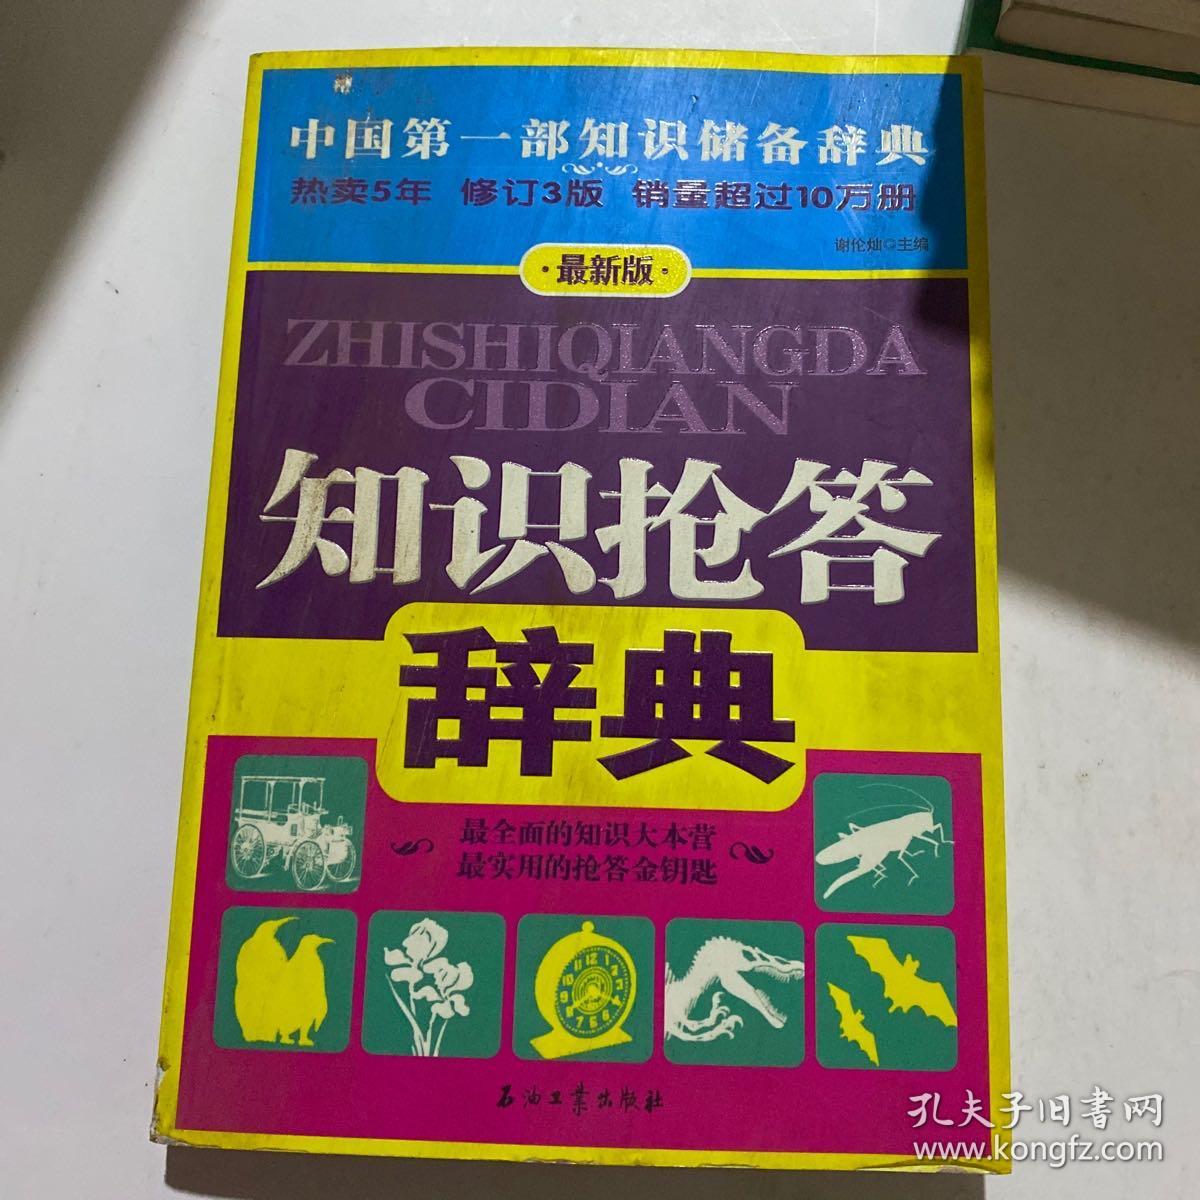 中国第一部知识储备辞典
热卖5年 修订3版 销量超过10万册
谢伦灿◎主编
·最新版·
ZHISHIQIANGDA
CIDIAN
知识抢答
辞典
最全面的知识大本营
最实用的抢答金钥匙
石油工业出版社
孔夫子旧书网
www.kongfz.com